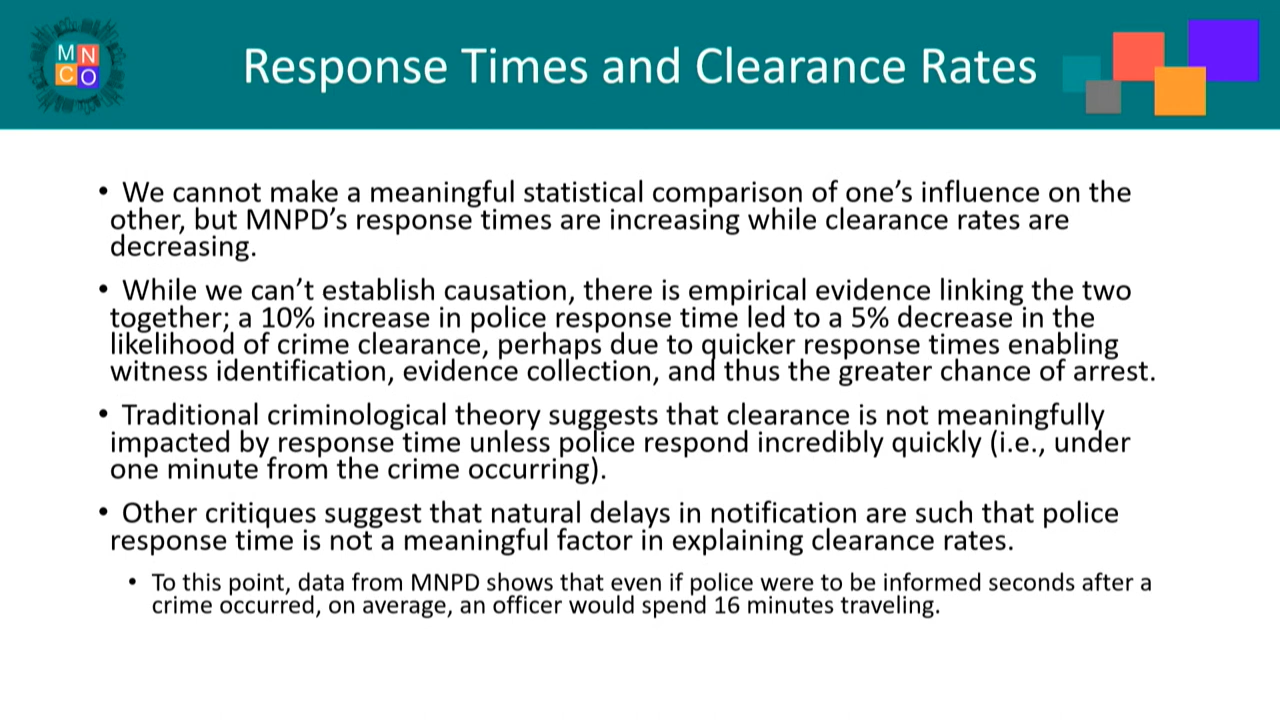 MN
CO
Response Times and Clearance Rates
• We cannot make a meaningful statistical comparison of one’s influence on the
other, but MNPD’s response times are increasing while clearance rates are
decreasing.
• While we can’t establish causation, there is empirical evidence linking the two
together; a 10% increase in police response time led to a 5% decrease in the
likelihood of crime clearance, perhaps due to quicker response times enabling
witness identification, evidence collection, and thus the greater chance of arrest.
• Traditional criminological theory suggests that clearance is not meaningfully
impacted by response time unless police respond incredibly quickly (i.e., under
one minute from the crime occurring).
• Other critiques suggest that natural delays in notification are such that police
response time is not a meaningful factor in explaining clearance rates.
• To this point, data from MNPD shows that even if police were to be informed seconds after a
crime occurred, on average, an officer would spend 16 minutes traveling.